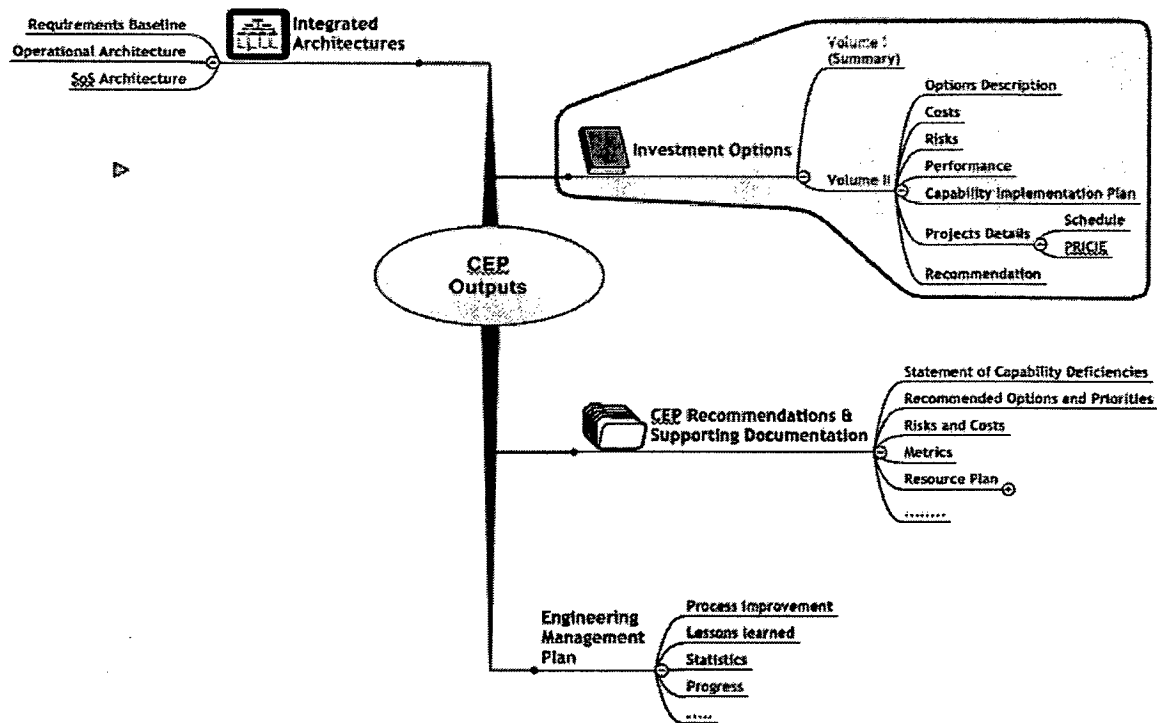 Requirements Baseline
Operational Architecture
SoS Architecture
Integrated
Architectures
Volume I
(Summary)
Investment Options
Volume II
Options Description
Costs
Risks
Performance
Capability Implementation Plan
Projects Details
Schedule
PRICIE
Recommendation
CEP
Outputs
CEP Recommendations &
Supporting Documentation
Statement of Capability Deficiencies
Recommended Options and Priorities
Risks and Costs
Metrics
Resource Plan
........
Engineering
Management
Plan
Process Improvement
Lessons learned
Statistics
Progress
.....